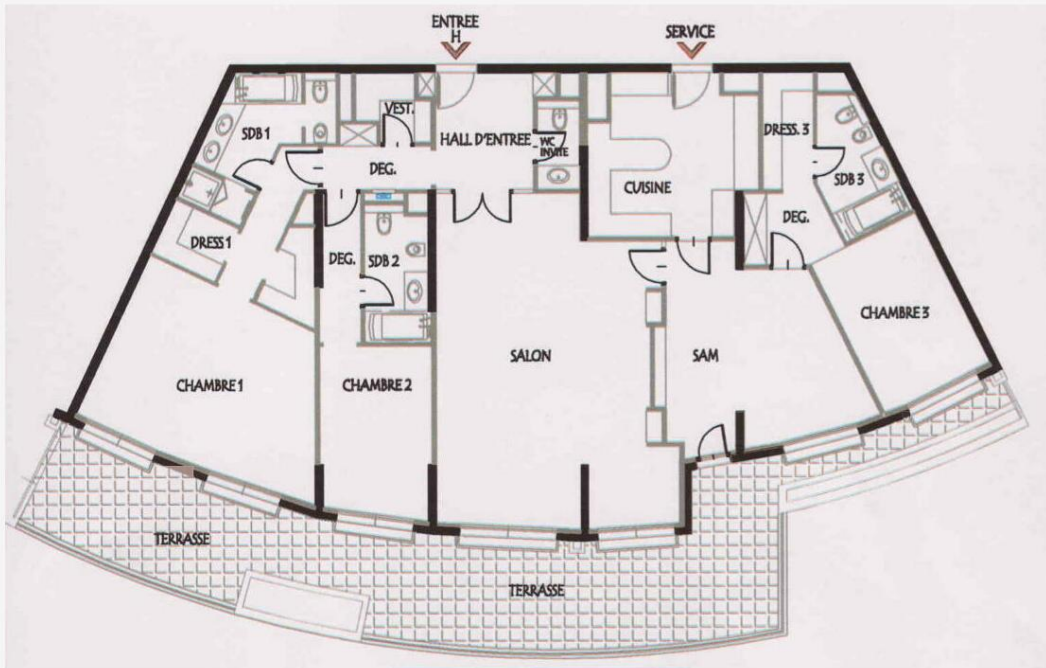 ENTREE
H
SERVICE
SDB 1
VEST.
HALL D'ENTREE
WC
INVITE
DEG.
CUISINE
DRESS. 3
SDB 3
DEG.
DRESS 1
DEG.
SDB 2
CHAMBRE 3
CHAMBRE 1
CHAMBRE 2
SALON
SAM
TERRASSE
TERRASSE